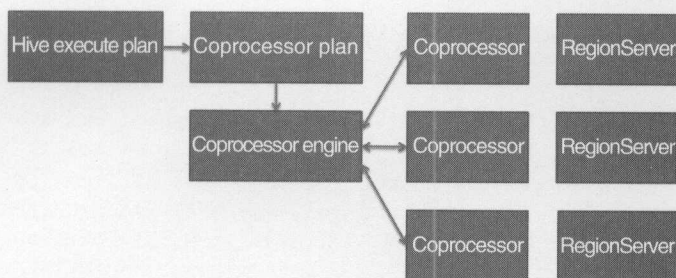 Hive execute plan
Coprocessor plan
Coprocessor
RegionServer
Coprocessor engine
Coprocessor
RegionServer
Coprocessor
RegionServer